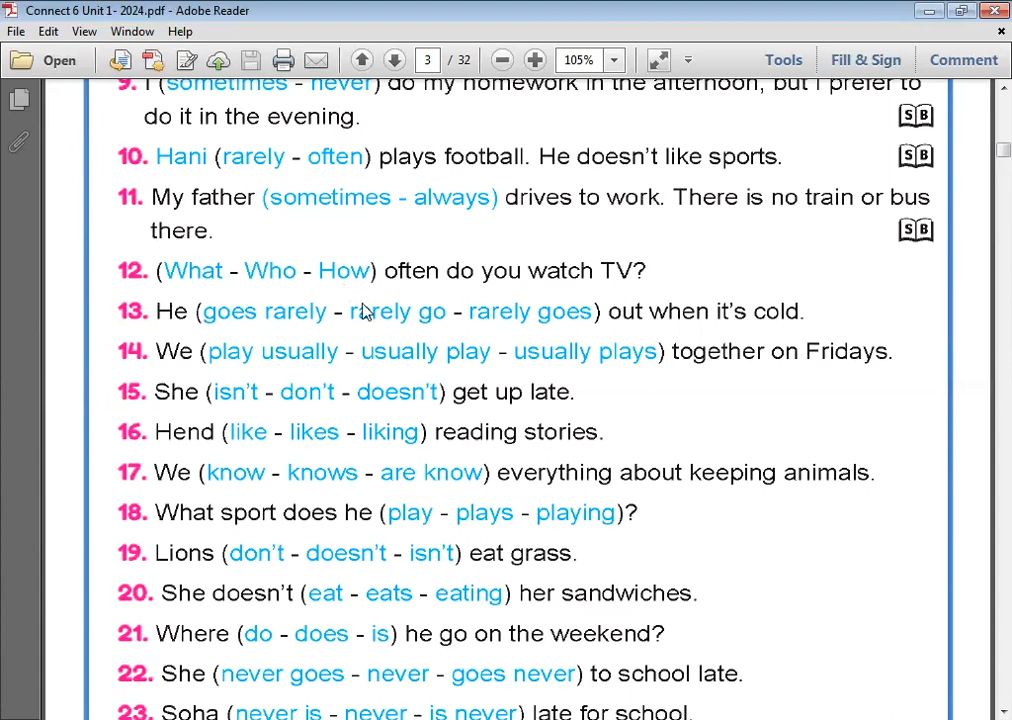 Connect 6 Unit 1- 2024.pdf - Adobe Reader
File Edit View Window Help
Open 3 / 32 105% Tools Fill & Sign Comment
9. I (sometimes - never) do my homework in the afternoon, but I prefer to
do it in the evening. SB
10. Hani (rarely - often) plays football. He doesn't like sports. SB
11. My father (sometimes - always) drives to work. There is no train or bus
there. SB
12. (What - Who - How) often do you watch TV?
13. He (goes rarely - rarely go - rarely goes) out when it's cold.
14. We (play usually - usually play - usually plays) together on Fridays.
15. She (isn't - don't - doesn't) get up late.
16. Hend (like - likes - liking) reading stories.
17. We (know - knows - are know) everything about keeping animals.
18. What sport does he (play - plays - playing)?
19. Lions (don't - doesn't - isn't) eat grass.
20. She doesn't (eat - eats - eating) her sandwiches.
21. Where (do - does - is) he go on the weekend?
22. She (never goes - never - goes never) to school late.
23. Soha (never is - never - is never) late for school.